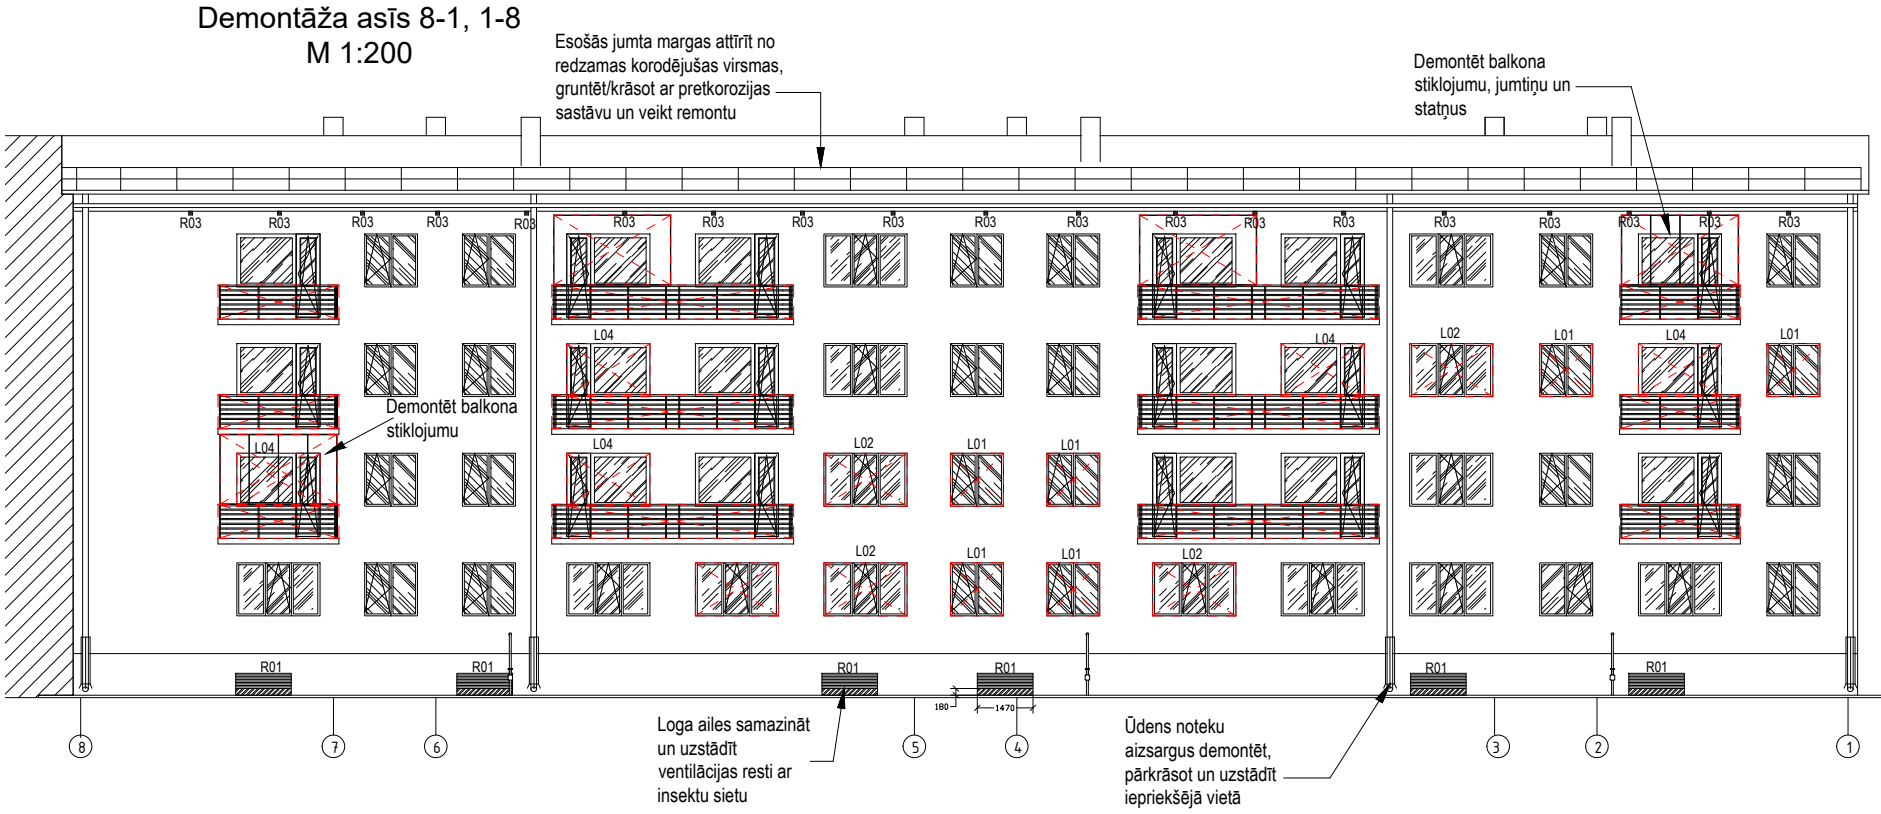 Demontāža asīs 8-1, 1-8
M 1:200
Esošās jumta margas attīrīt no
redzamas korodējušas virsmas,
gruntēt/krāsot ar pretkorozijas
sastāvu un veikt remontu
Demontēt balkona
stiklojumu, jumtiņu un
statņus
R03 R03 R03 R03 R03 R03 R03 R03 R03 R03 R03 R03 R03 R03 R03 R03 R03 R03 R03
L04 L04 L02 L01 L04 L01
Demontēt balkona
stiklojumu
L04 L04 L02 L01 L01
L02 L01 L01 L02
R01 R01 R01 R01 R01 R01
180 1470
8 7 6 5 4 3 2 1
Loga ailes samazināt
un uzstādīt
ventilācijas resti ar
insektu sietu
Ūdens noteku
aizsargus demontēt,
pārkrāsot un uzstādīt
iepriekšējā vietā